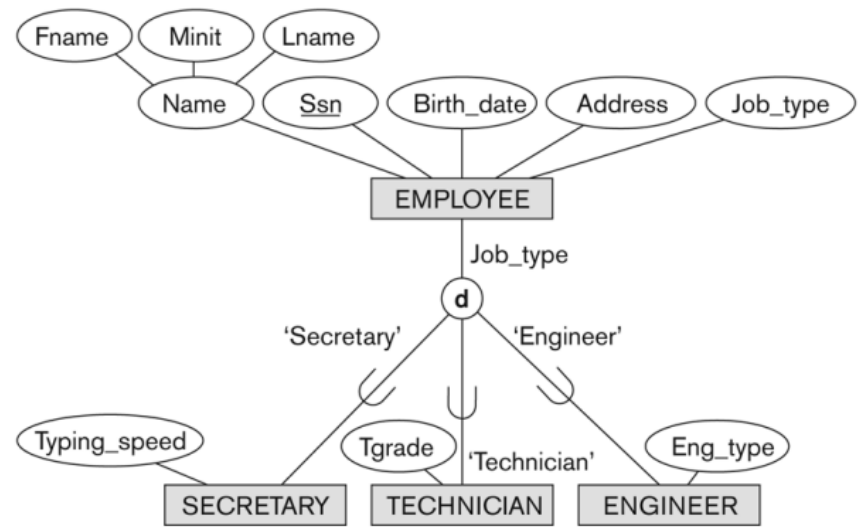 Fname Minit Lname
Name Ssn Birth_date Address Job_type
EMPLOYEE
Job_type
d
‘Secretary’ ‘Engineer’
Typing_speed Tgrade Eng_type
‘Technician’
SECRETARY TECHNICIAN ENGINEER